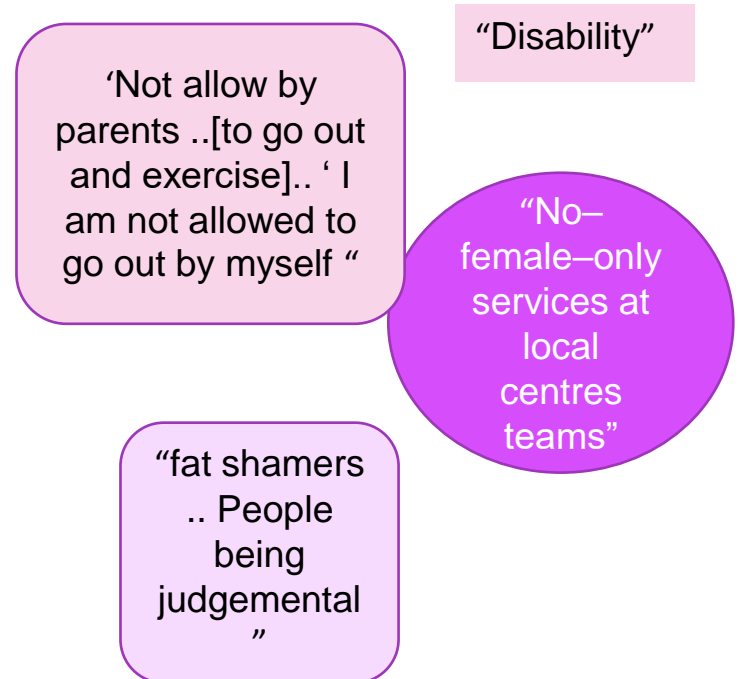 “Disability”
‘Not allow by
parents ..[to go out
and exercise].. ‘ I
am not allowed to
go out by myself “
“No–
female–only
services at
local
centres
teams”
“fat shamers
.. People
being
judgemental
”